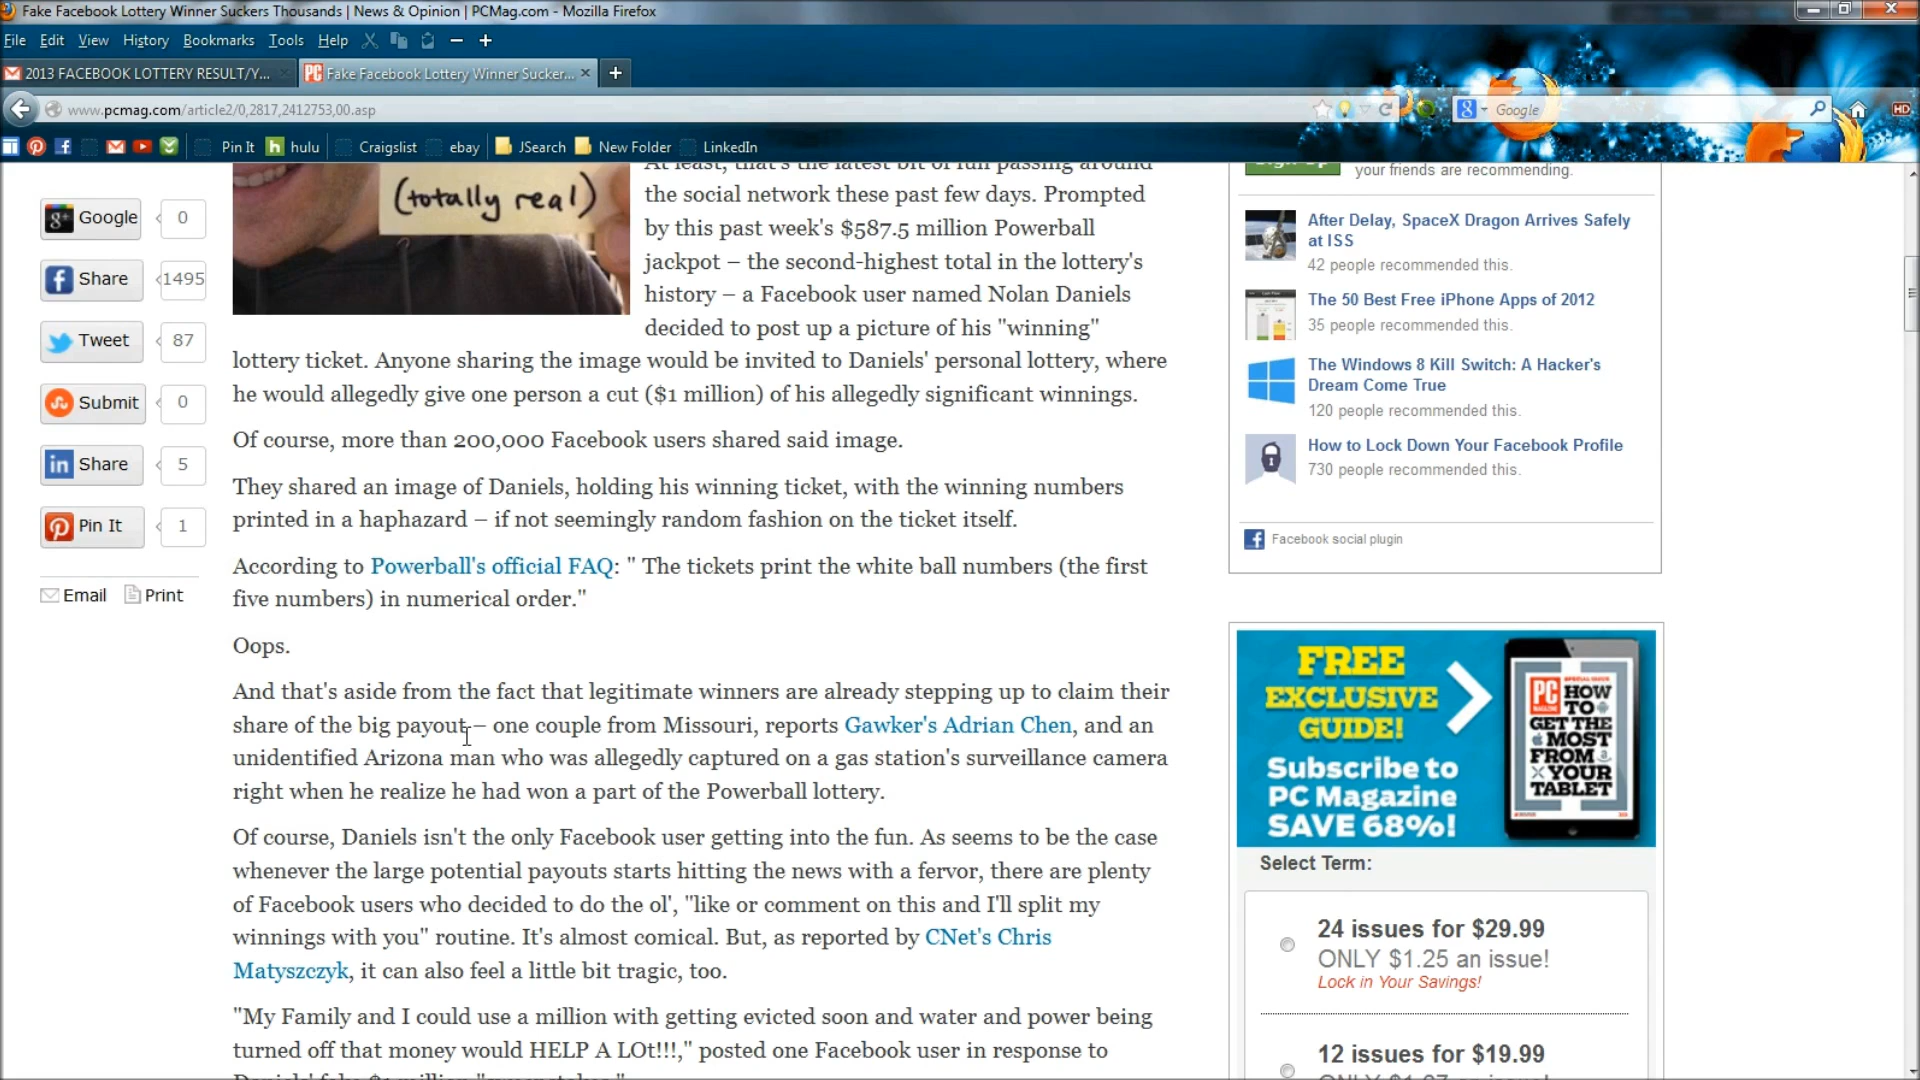 Fake Facebook Lottery Winner Suckers Thousands | News & Opinion | PCMag.com - Mozilla Firefox
File Edit View History Bookmarks Tools Help
2013 FACEBOOK LOTTERY RESULT/Y...
PC Fake Facebook Lottery Winner Sucker...
www.pcmag.com/article2/0,2817,2412753,00.asp
Google
HD
Pin It hulu Craigslist ebay JSearch New Folder LinkedIn
Google 0
Share 1495
Tweet 87
Submit 0
Share 5
Pin It 1
Email Print
(totally real)
At least, that's the latest bit of fun passing around
the social network these past few days. Prompted
by this past week's $587.5 million Powerball
jackpot – the second-highest total in the lottery's
history – a Facebook user named Nolan Daniels
decided to post up a picture of his "winning"
lottery ticket. Anyone sharing the image would be invited to Daniels' personal lottery, where
he would allegedly give one person a cut ($1 million) of his allegedly significant winnings.
Of course, more than 200,000 Facebook users shared said image.
They shared an image of Daniels, holding his winning ticket, with the winning numbers
printed in a haphazard – if not seemingly random fashion on the ticket itself.
According to Powerball's official FAQ: " The tickets print the white ball numbers (the first
five numbers) in numerical order."
Oops.
And that's aside from the fact that legitimate winners are already stepping up to claim their
share of the big payout – one couple from Missouri, reports Gawker's Adrian Chen, and an
unidentified Arizona man who was allegedly captured on a gas station's surveillance camera
right when he realize he had won a part of the Powerball lottery.
Of course, Daniels isn't the only Facebook user getting into the fun. As seems to be the case
whenever the large potential payouts starts hitting the news with a fervor, there are plenty
of Facebook users who decided to do the ol', "like or comment on this and I'll split my
winnings with you" routine. It's almost comical. But, as reported by CNet's Chris
Matyszczyk, it can also feel a little bit tragic, too.
"My Family and I could use a million with getting evicted soon and water and power being
turned off that money would HELP A LOt!!!," posted one Facebook user in response to
your friends are recommending.
After Delay, SpaceX Dragon Arrives Safely
at ISS
42 people recommended this.
The 50 Best Free iPhone Apps of 2012
35 people recommended this.
The Windows 8 Kill Switch: A Hacker's
Dream Come True
120 people recommended this.
How to Lock Down Your Facebook Profile
730 people recommended this.
Facebook social plugin
FREE
EXCLUSIVE
GUIDE!
Subscribe to
PC Magazine
SAVE 68%!
PC HOW
TO
GET THE
MOST
FROM
YOUR
TABLET
Select Term:
24 issues for $29.99
ONLY $1.25 an issue!
Lock in Your Savings!
12 issues for $19.99